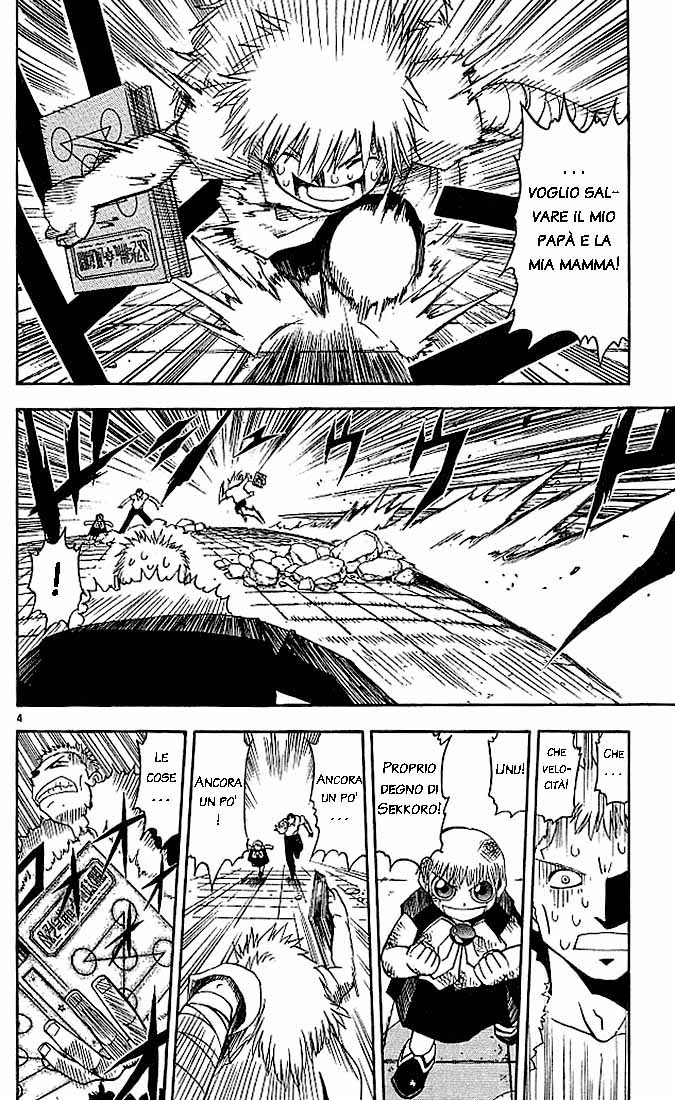 . . .
VOGLIO SAL-
VARE IL MIO
PAPÀ E LA
MIA MAMMA!
!
4
CHE
. . .
CHE
VELO-
CITÀ!
UNU!
PROPRIO
DEGNO DI
SEKKORO!
ANCORA
UN PO'
. . .
ANCORA
UN PO'
!
LE
COSE
. . .